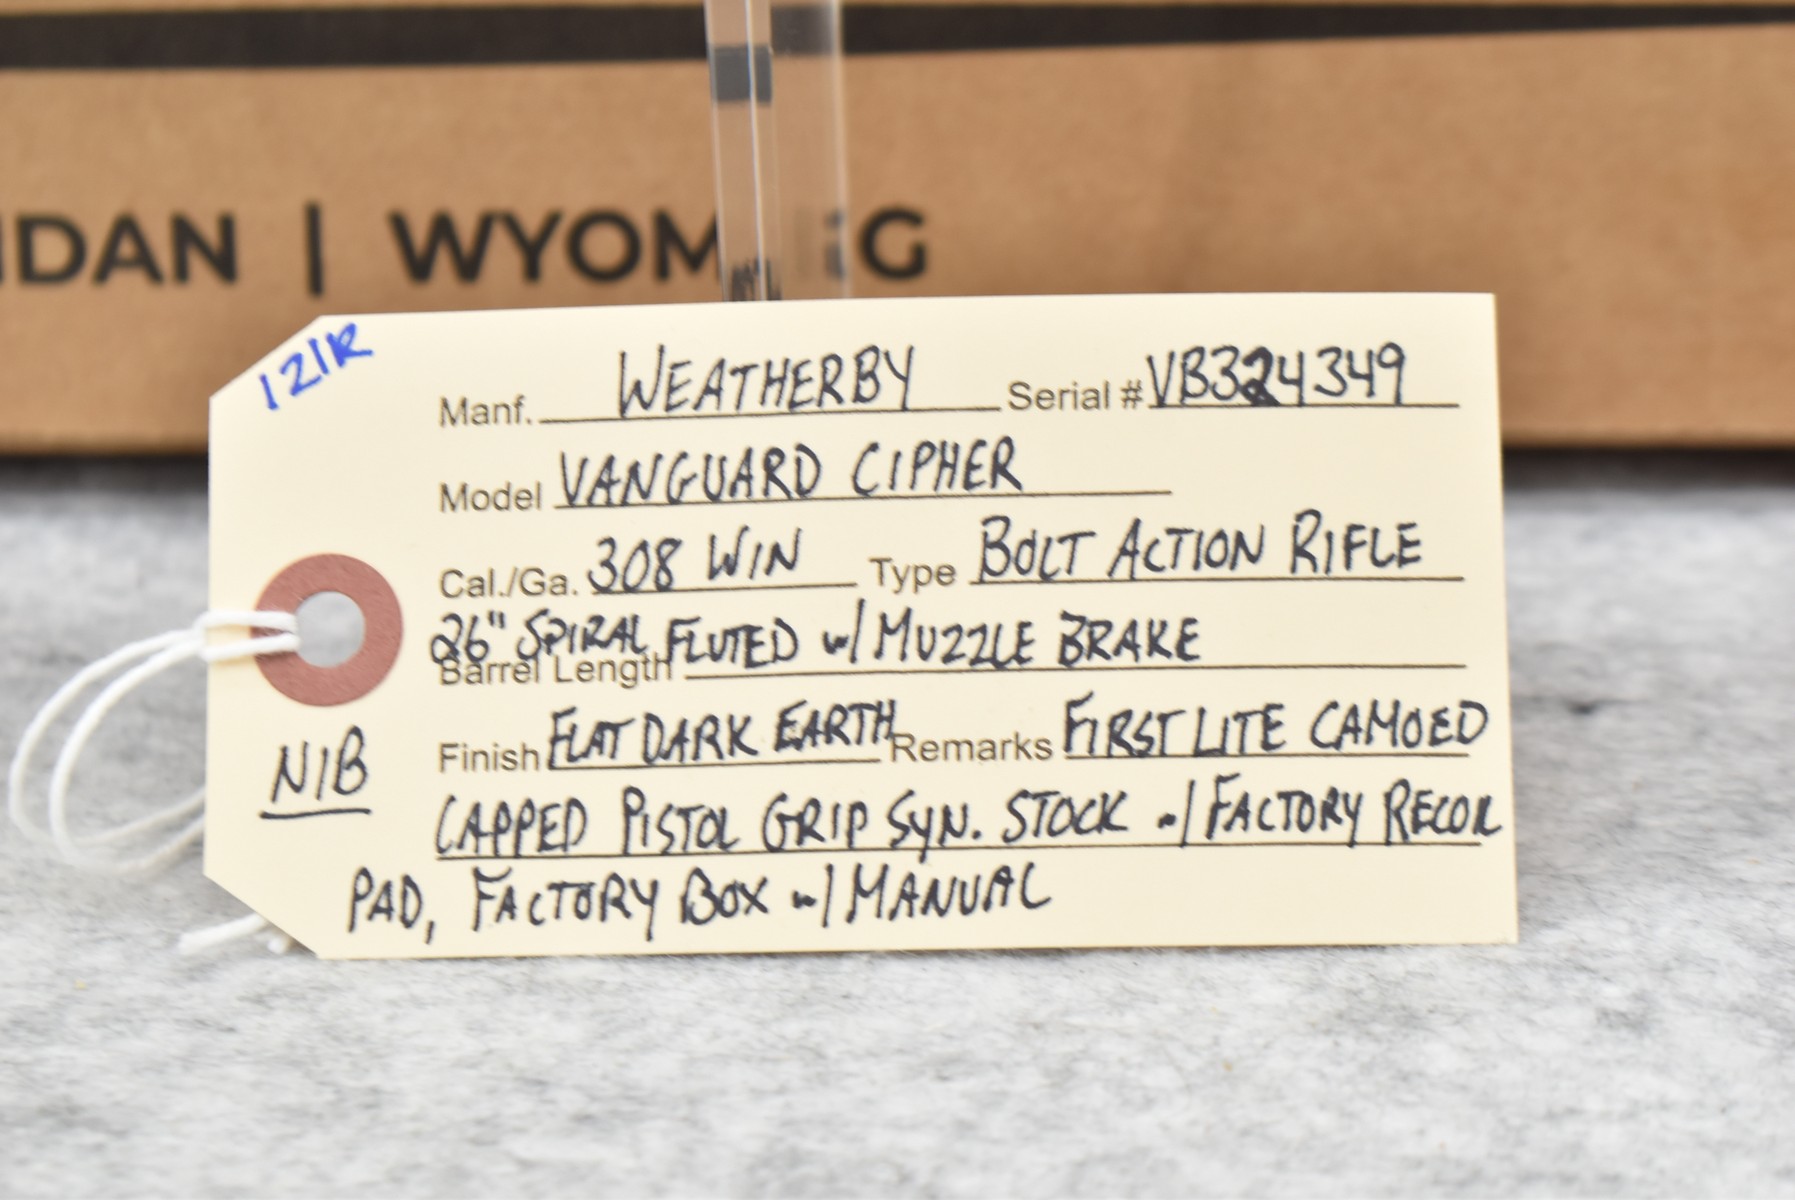 IDAN | WYOMING
121R
Manf. WEATHERBY Serial # VB324349
Model VANGUARD CIPHER
Cal./Ga. 308 WIN Type BOLT ACTION RIFLE
26" SPIRAL FLUTED w/ MUZZLE BRAKE
Barrel Length
Finish FLAT DARK EARTH Remarks FIRST LITE CAMOED
NIB
CAPPED PISTOL GRIP SYN. STOCK w/ FACTORY RECOIL
PAD, FACTORY BOX w/ MANUAL